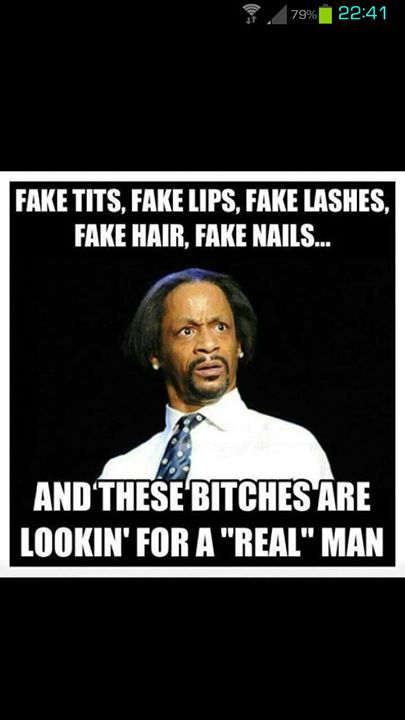 79% 22:41
FAKE TITS, FAKE LIPS, FAKE LASHES,
FAKE HAIR, FAKE NAILS...
AND THESE BITCHES ARE
LOOKIN' FOR A "REAL" MAN